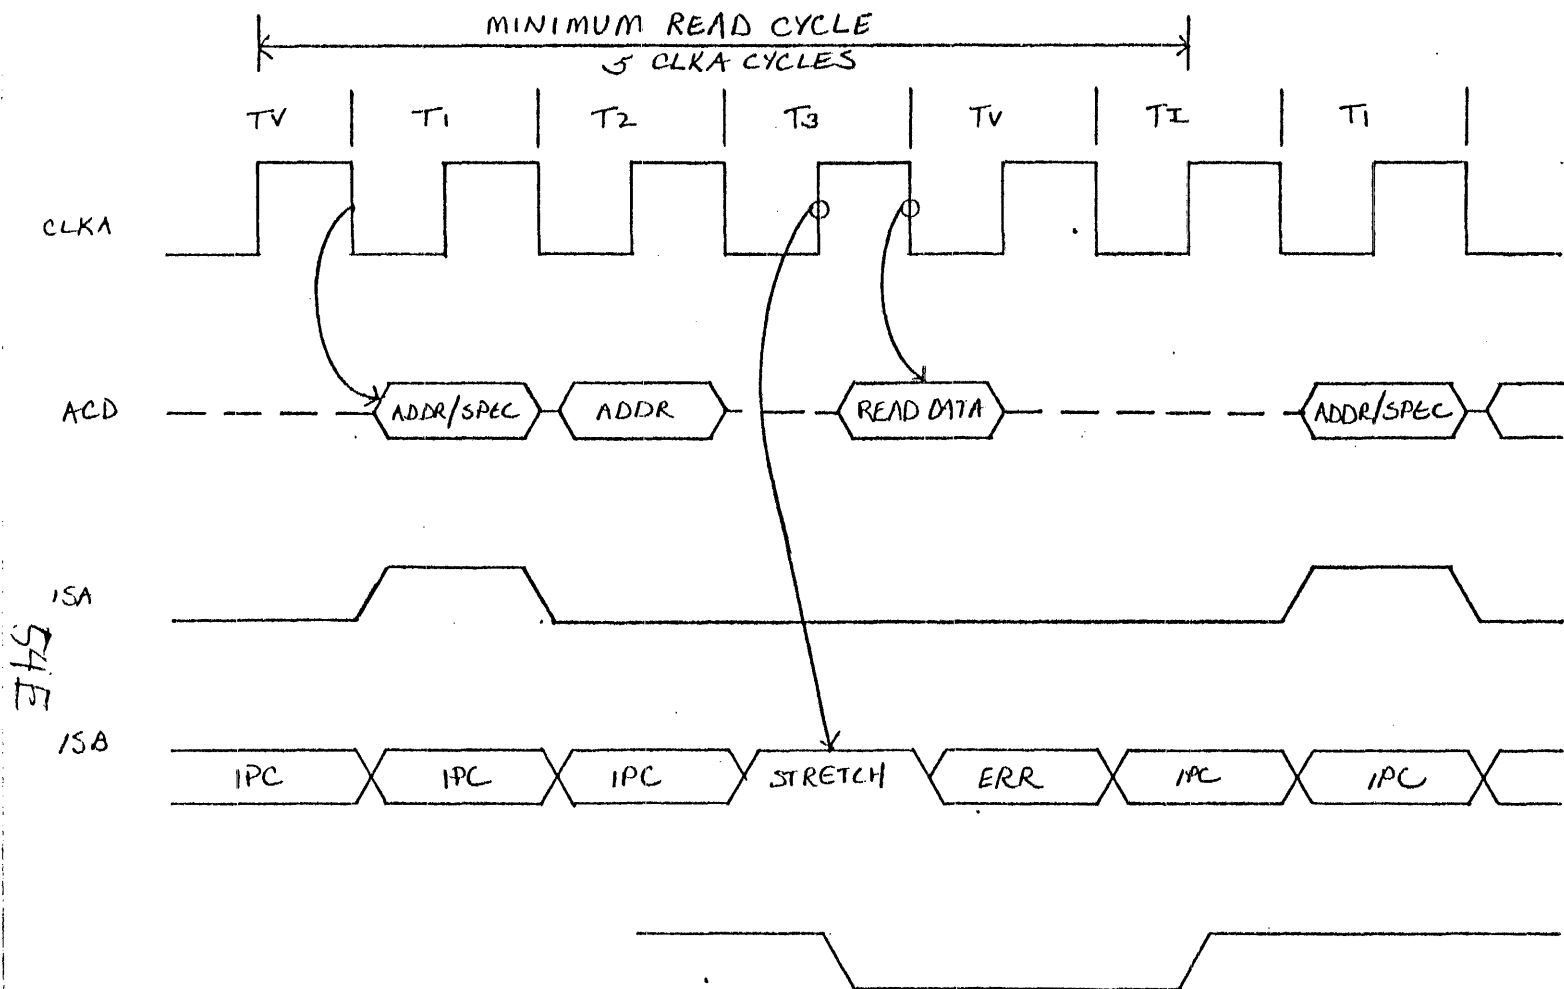 MINIMUM READ CYCLE
5 CLKA CYCLES
TV T1 T2 T3 TV TI T1
CLKA
ACD ADDR/SPEC ADDR READ DATA ADDR/SPEC
ISA
54E
ISB IPC IPC IPC STRETCH ERR IPC IPC